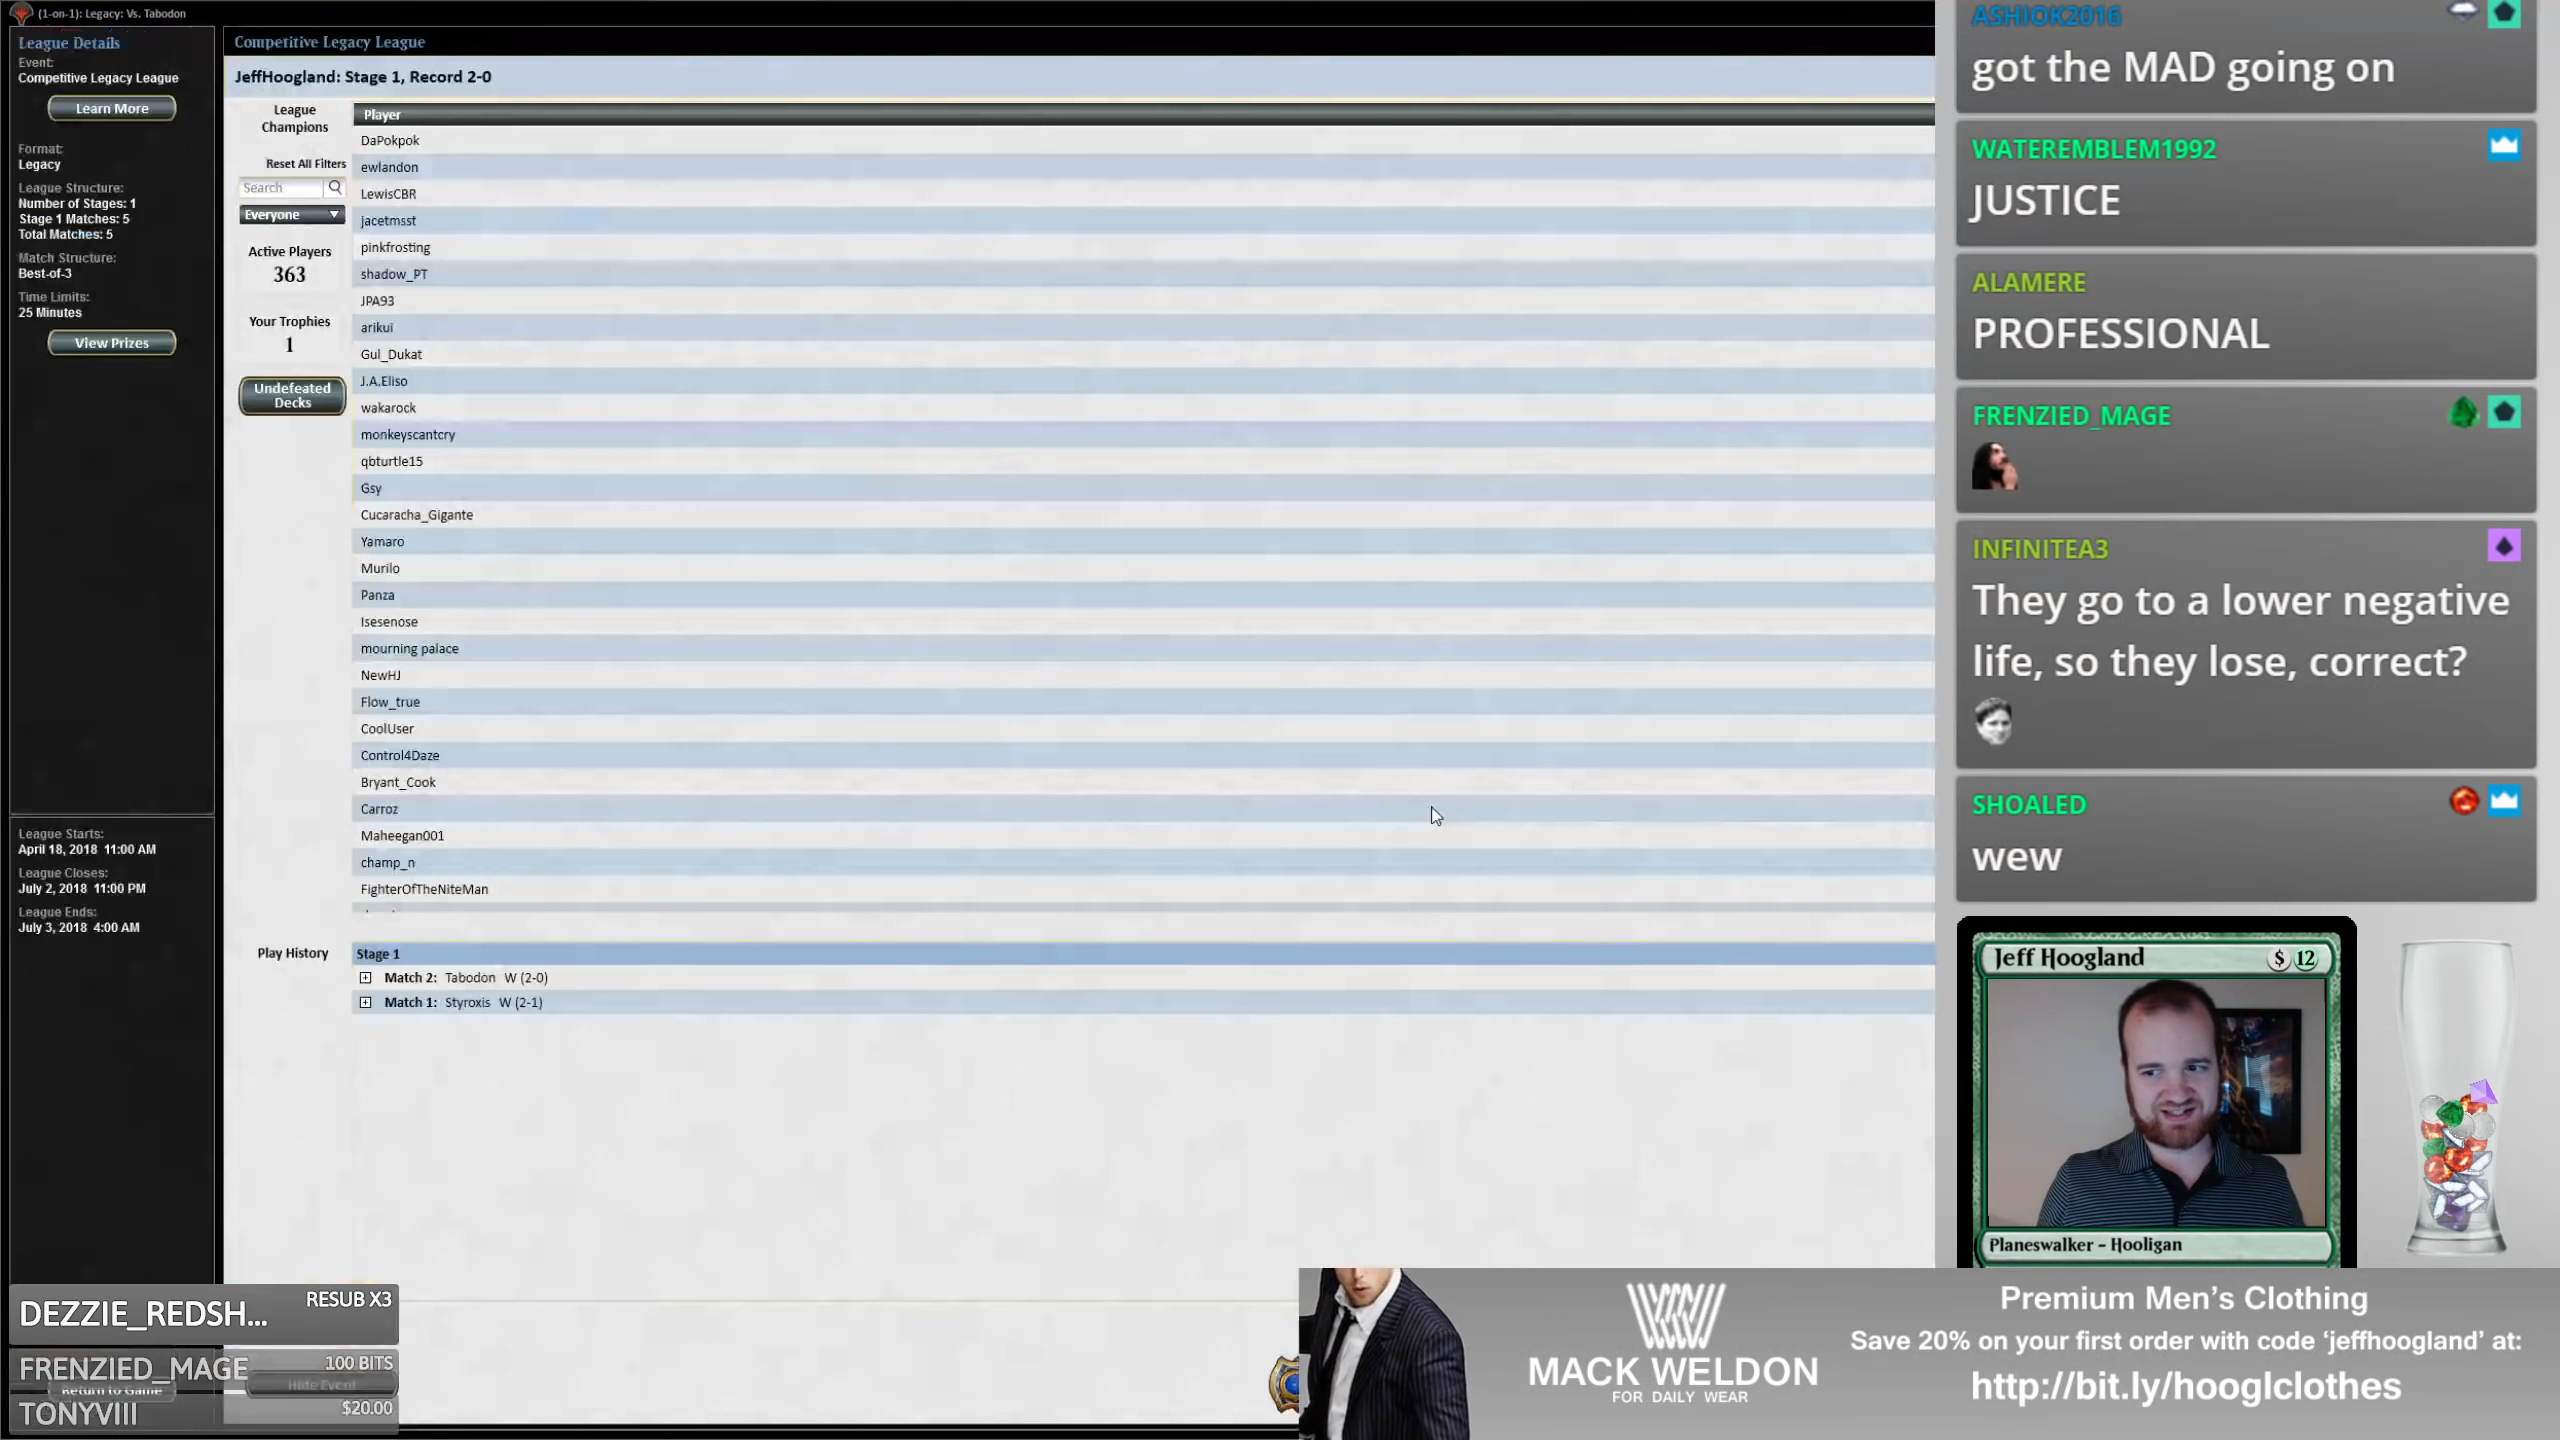 (1-on-1): Legacy: Vs. Tabodon
League Details
Event:
Competitive Legacy League
Learn More
Format:
Legacy
League Structure:
Number of Stages: 1
Stage 1 Matches: 5
Total Matches: 5
Match Structure:
Best-of-3
Time Limits:
25 Minutes
View Prizes
League Starts:
April 18, 2018 11:00 AM
League Closes:
July 2, 2018 11:00 PM
League Ends:
July 3, 2018 4:00 AM
Competitive Legacy League
JeffHoogland: Stage 1, Record 2-0
League
Champions
Reset All Filters
Search
Everyone
Active Players
363
Your Trophies
1
Undefeated
Decks
Player
DaPokpok
ewlandon
LewisCBR
jacetmsst
pinkfrosting
shadow_PT
JPA93
arikui
Gul_Dukat
J.A.Eliso
wakarock
monkeyscantcry
qbturtle15
Gsy
Cucaracha_Gigante
Yamaro
Murilo
Panza
Isesenose
mourning palace
NewHJ
Flow_true
CoolUser
Control4Daze
Bryant_Cook
Carroz
Maheegan001
champ_n
FighterOfTheNiteMan
Play History
Stage 1
Match 2: Tabodon W (2-0)
Match 1: Styroxis W (2-1)
ASHIOK2016
got the MAD going on
WATEREMBLEM1992
JUSTICE
ALAMERE
PROFESSIONAL
FRENZIED_MAGE
INFINITEA3
They go to a lower negative
life, so they lose, correct?
SHOALED
wew
Jeff Hoogland $ 12
Planeswalker – Hooligan
DEZZIE_REDSH... RESUB X3
FRENZIED_MAGE 100 BITS
Return to Game Hide Event
TONYVIII $20.00
MACK WELDON
FOR DAILY WEAR
Premium Men's Clothing
Save 20% on your first order with code 'jeffhoogland' at:
http://bit.ly/hooglclothes